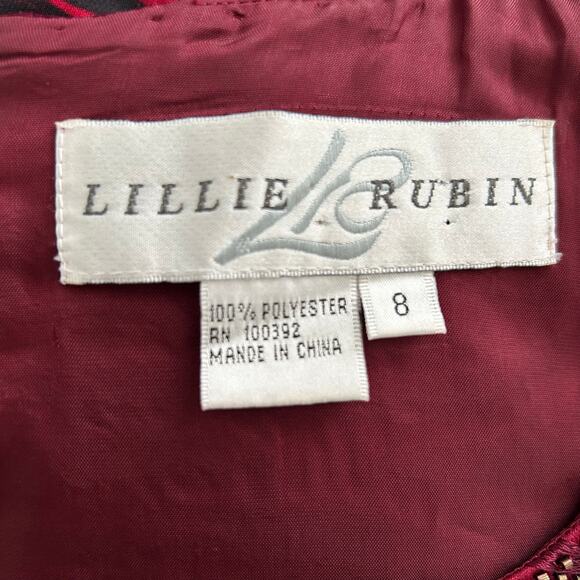 LILLIE LR RUBIN
100% POLYESTER
RN 100392
MANDE IN CHINA
8